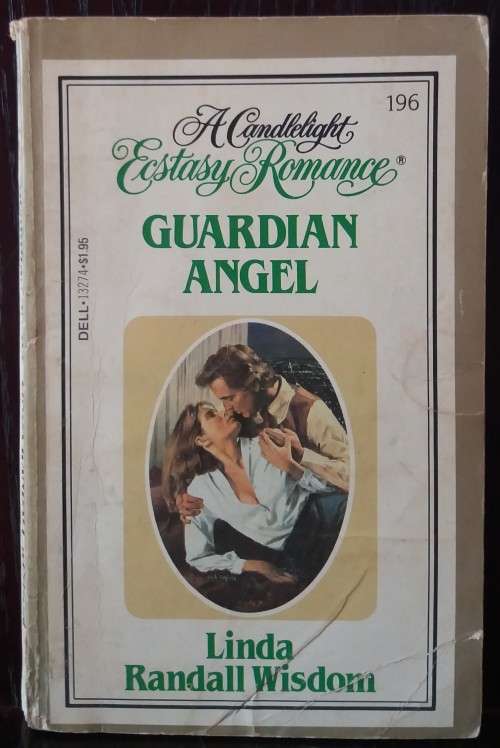 196
A Candlelight
Ecstasy Romance®
GUARDIAN
ANGEL
DELL • 13274 • $1.95
Linda
Randall Wisdom